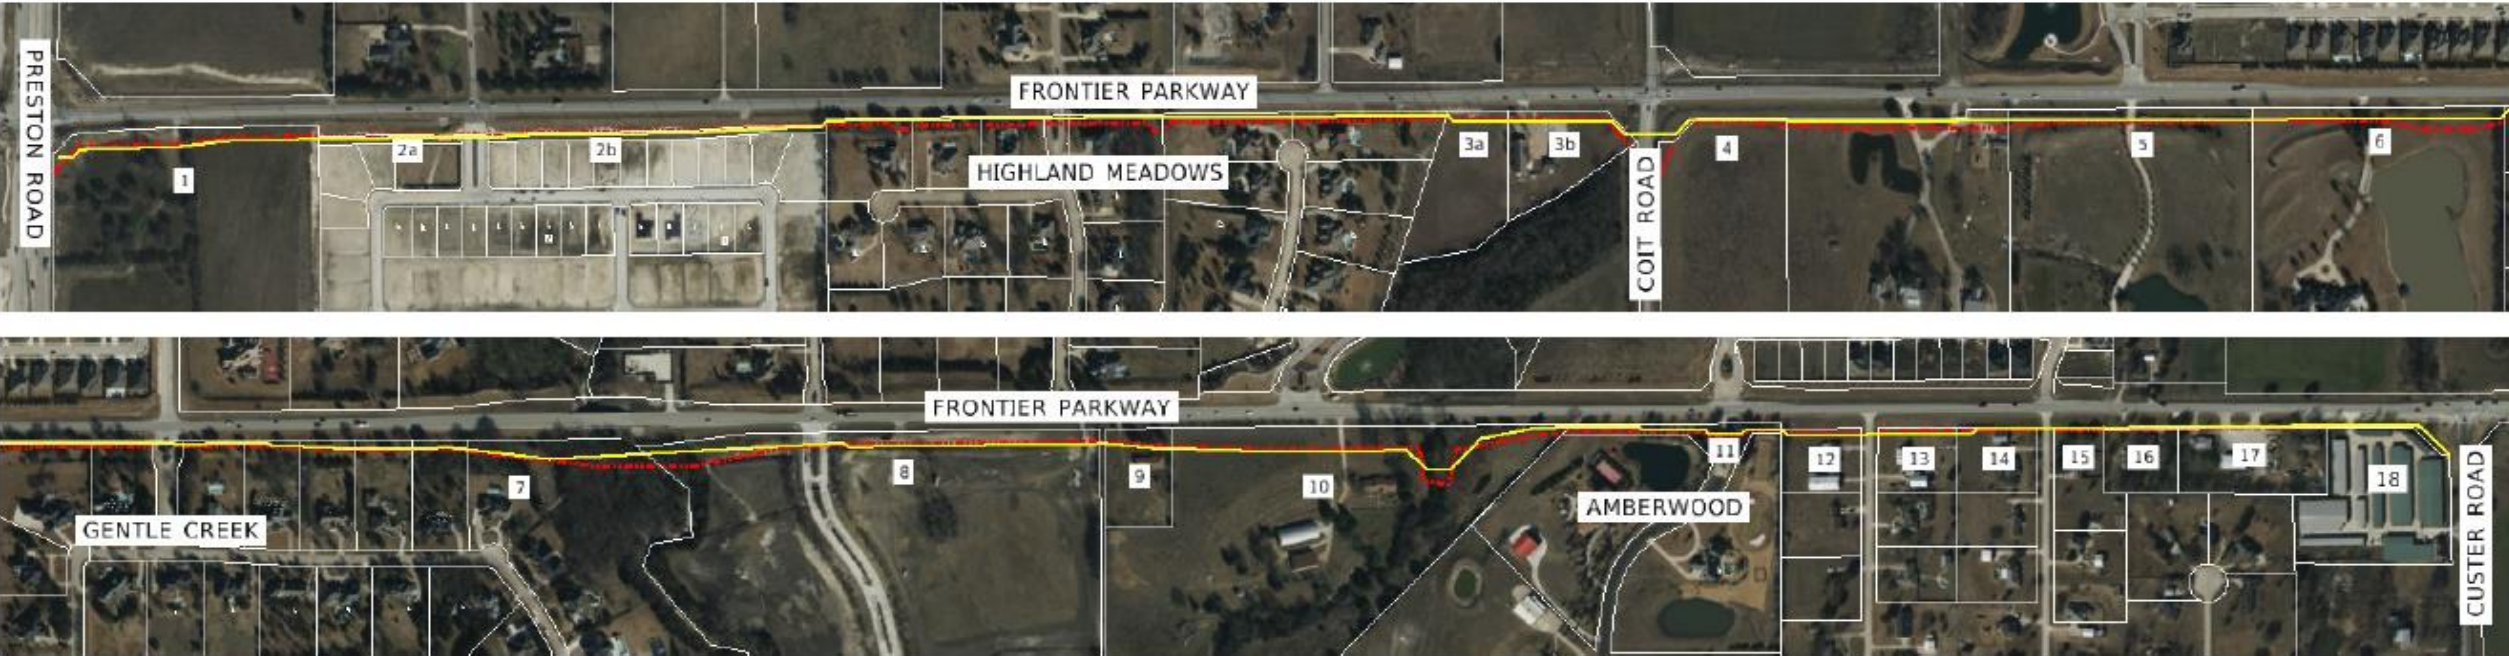 PRESTON ROAD
1
2a
2b
FRONTIER PARKWAY
HIGHLAND MEADOWS
3a
3b
COIT ROAD
4
5
6
GENTLE CREEK
7
FRONTIER PARKWAY
8
9
10
AMBERWOOD
11
12
13
14
15
16
17
18
CUSTER ROAD